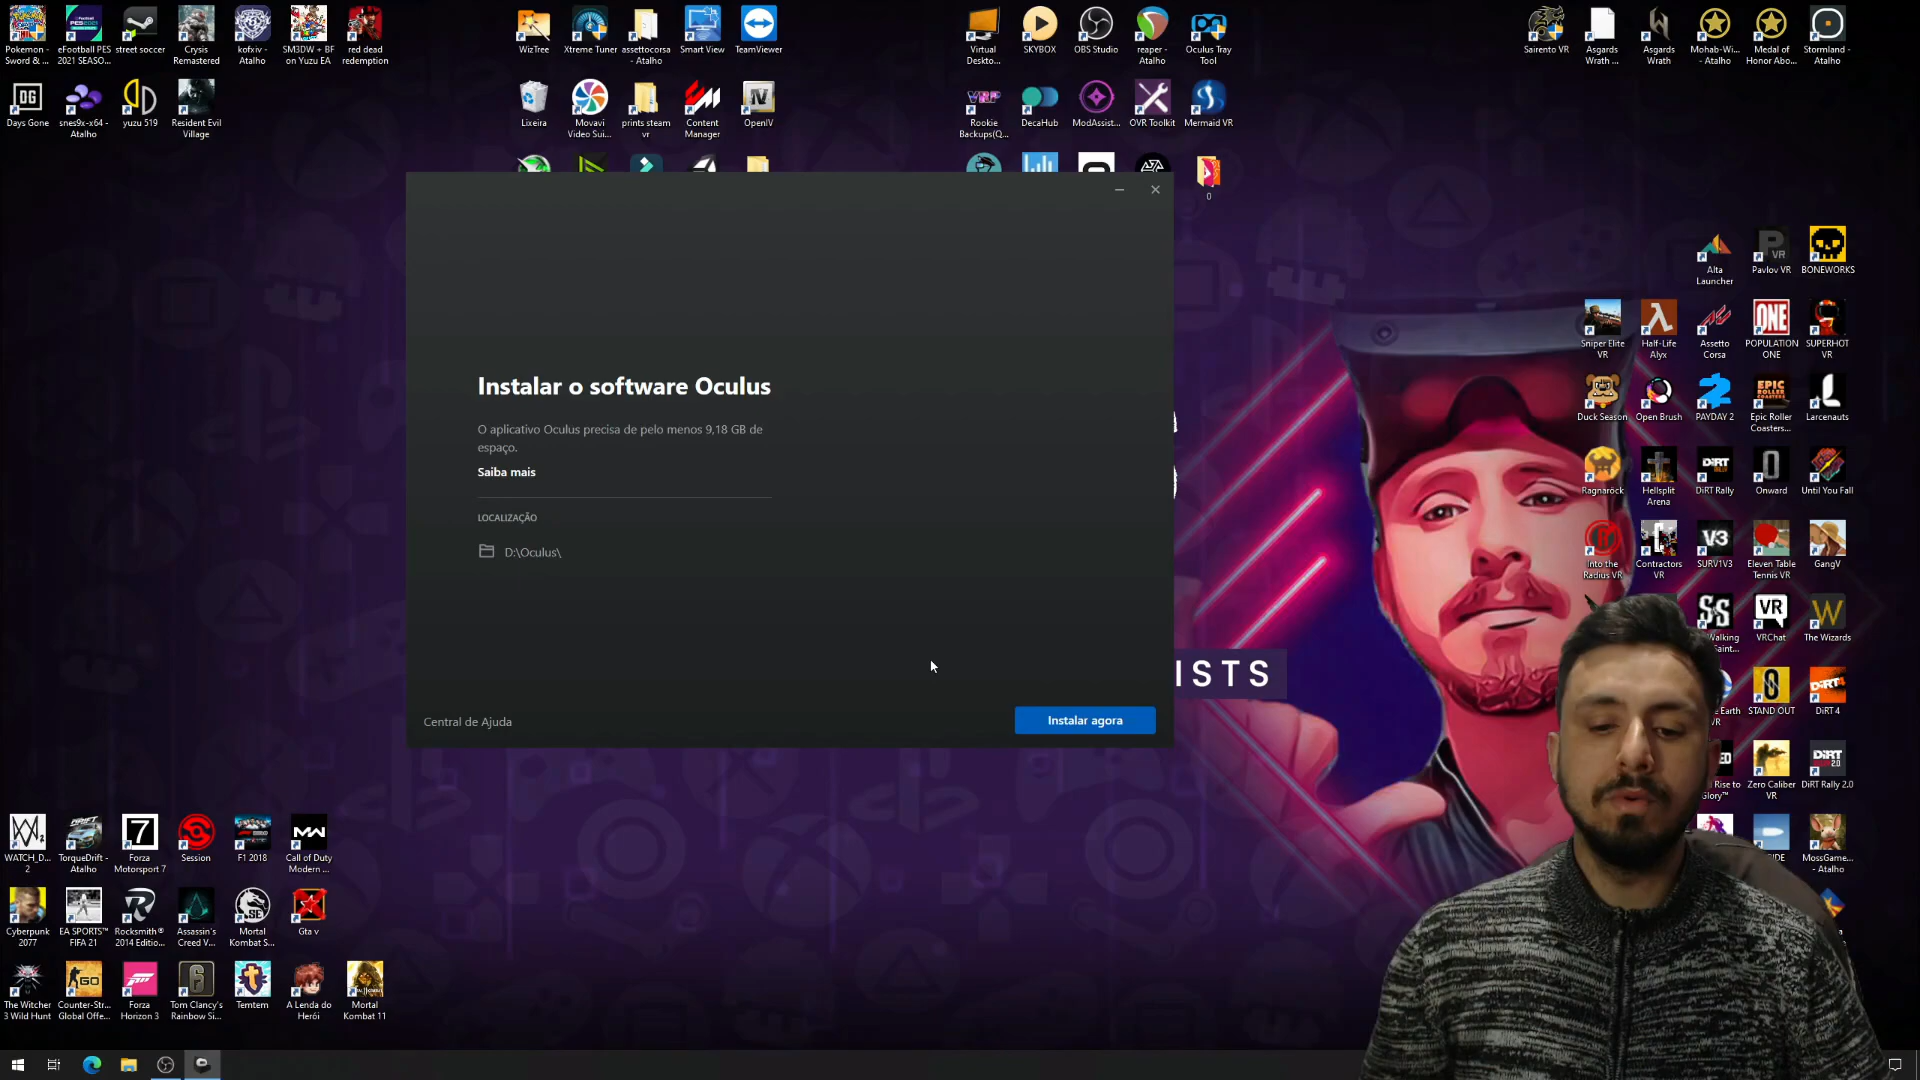 Pokemon - Sword & ...
eFootball PES 2021 SEASO...
street soccer
Crysis Remastered
kofxiv - Atalho
SM3DW + BF on Yuzu EA
red dead redemption
WizTree
Xtreme Tuner
assettocorsa - Atalho
Smart View
TeamViewer
Virtual Deskto...
SKYBOX
OBS Studio
reaper - Atalho
Oculus Tray Tool
Sairento VR
Asgards Wrath ...
Asgards Wrath
Mohab-Wi... - Atalho
Medal of Honor Abo...
Stormland - Atalho
Days Gone
snes9x-x64 - Atalho
yuzu 519
Resident Evil Village
Lixeira
Movavi Video Sui...
prints steam vr
Content Manager
OpenIV
Rookie Backups(Q...
DecaHub
ModAssist...
OVR Toolkit
Mermaid VR
0
Instalar o software Oculus
O aplicativo Oculus precisa de pelo menos 9,18 GB de
espaço.
Saiba mais
LOCALIZAÇÃO
D:\Oculus\
Central de Ajuda
Instalar agora
ISTS
Alta Launcher
Pavlov VR
BONEWORKS
Sniper Elite VR
Half-Life Alyx
Assetto Corsa
POPULATION ONE
SUPERHOT VR
Duck Season
Open Brush
PAYDAY 2
Epic Roller Coasters...
Larcenauts
Ragnaröck
Hellsplit Arena
DiRT Rally
Onward
Until You Fall
Into the Radius VR
Contractors VR
SURV1V3
Eleven Table Tennis VR
GangV
Walking Saint...
VRChat
The Wizards
e Earth VR
STAND OUT
DiRT 4
Rise to Glory™
Zero Caliber VR
DiRT Rally 2.0
MossGame... - Atalho
WATCH_D... 2
TorqueDrift - Atalho
Forza Motorsport 7
Session
F1 2018
Call of Duty Modern ...
Cyberpunk 2077
EA SPORTS™ FIFA 21
Rocksmith® 2014 Editio...
Assassin's Creed V...
Mortal Kombat S...
Gta v
The Witcher 3 Wild Hunt
Counter-Str... Global Offe...
Forza Horizon 3
Tom Clancy's Rainbow Si...
Temtem
A Lenda do Herói
Mortal Kombat 11